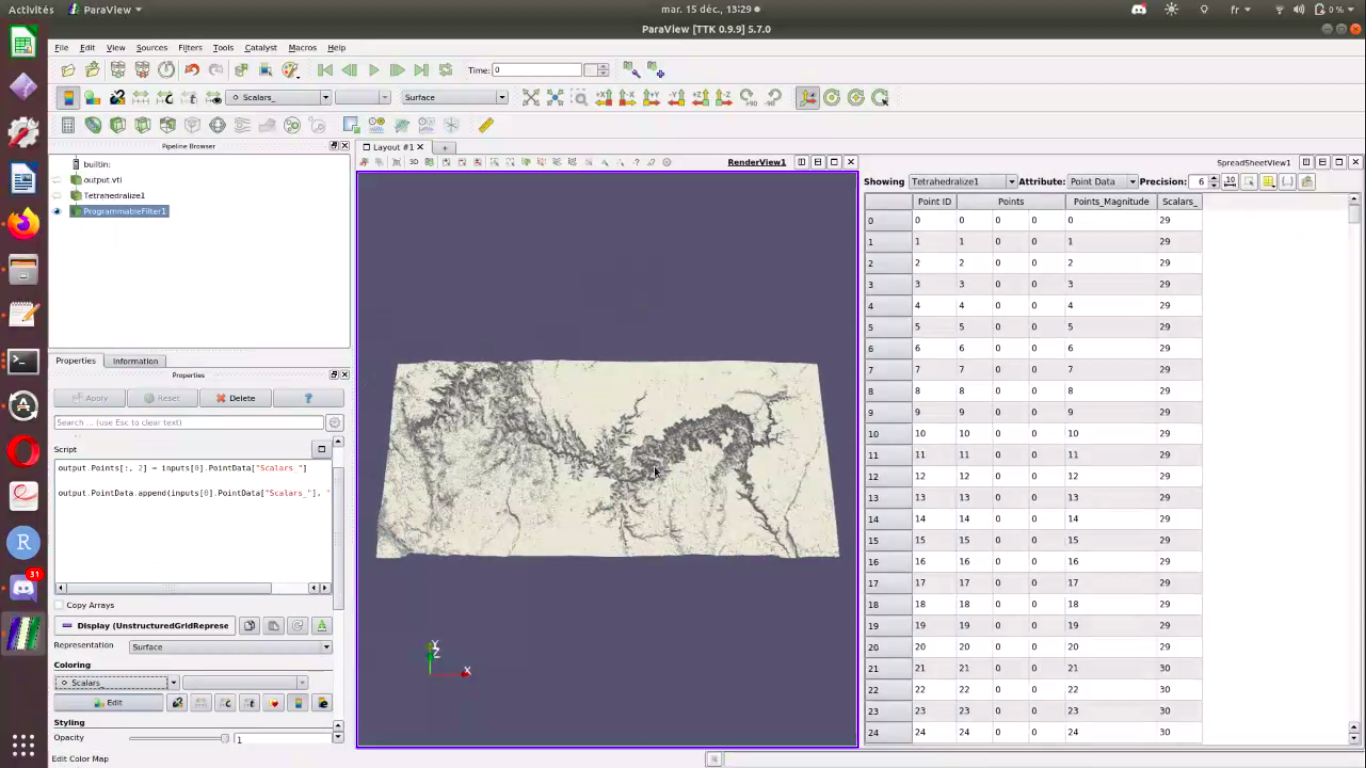 Activités ParaView mar. 15 déc., 13:29 fr 0 %
ParaView [TTK 0.9.9] 5.7.0
File Edit View Sources Filters Tools Catalyst Macros Help
Time: 0
Scalars_ Surface
Pipeline Browser
builtin:
output.vti
Tetrahedralize1
ProgrammableFilter1
Properties Information
Properties
Apply Reset Delete ?
Search ... (use Esc to clear text)
Script
output.Points[:, 2] = inputs[0].PointData["Scalars_"]
output.PointData.append(inputs[0].PointData["Scalars_"], "
Copy Arrays
Display (UnstructuredGridReprese
Representation Surface
Coloring
Scalars_
Edit
Styling
Opacity 1
Edit Color Map
Layout #1
3D RenderView1
Y
Z
X
SpreadSheetView1
Showing Tetrahedralize1 Attribute: Point Data Precision: 6
Point ID Points Points_Magnitude Scalars_
0 0 0 0 0 0 29
1 1 1 0 0 1 29
2 2 2 0 0 2 29
3 3 3 0 0 3 29
4 4 4 0 0 4 29
5 5 5 0 0 5 29
6 6 6 0 0 6 29
7 7 7 0 0 7 29
8 8 8 0 0 8 29
9 9 9 0 0 9 29
10 10 10 0 0 10 29
11 11 11 0 0 11 29
12 12 12 0 0 12 29
13 13 13 0 0 13 29
14 14 14 0 0 14 29
15 15 15 0 0 15 29
16 16 16 0 0 16 29
17 17 17 0 0 17 29
18 18 18 0 0 18 29
19 19 19 0 0 19 29
20 20 20 0 0 20 29
21 21 21 0 0 21 30
22 22 22 0 0 22 30
23 23 23 0 0 23 30
24 24 24 0 0 24 30
R
31